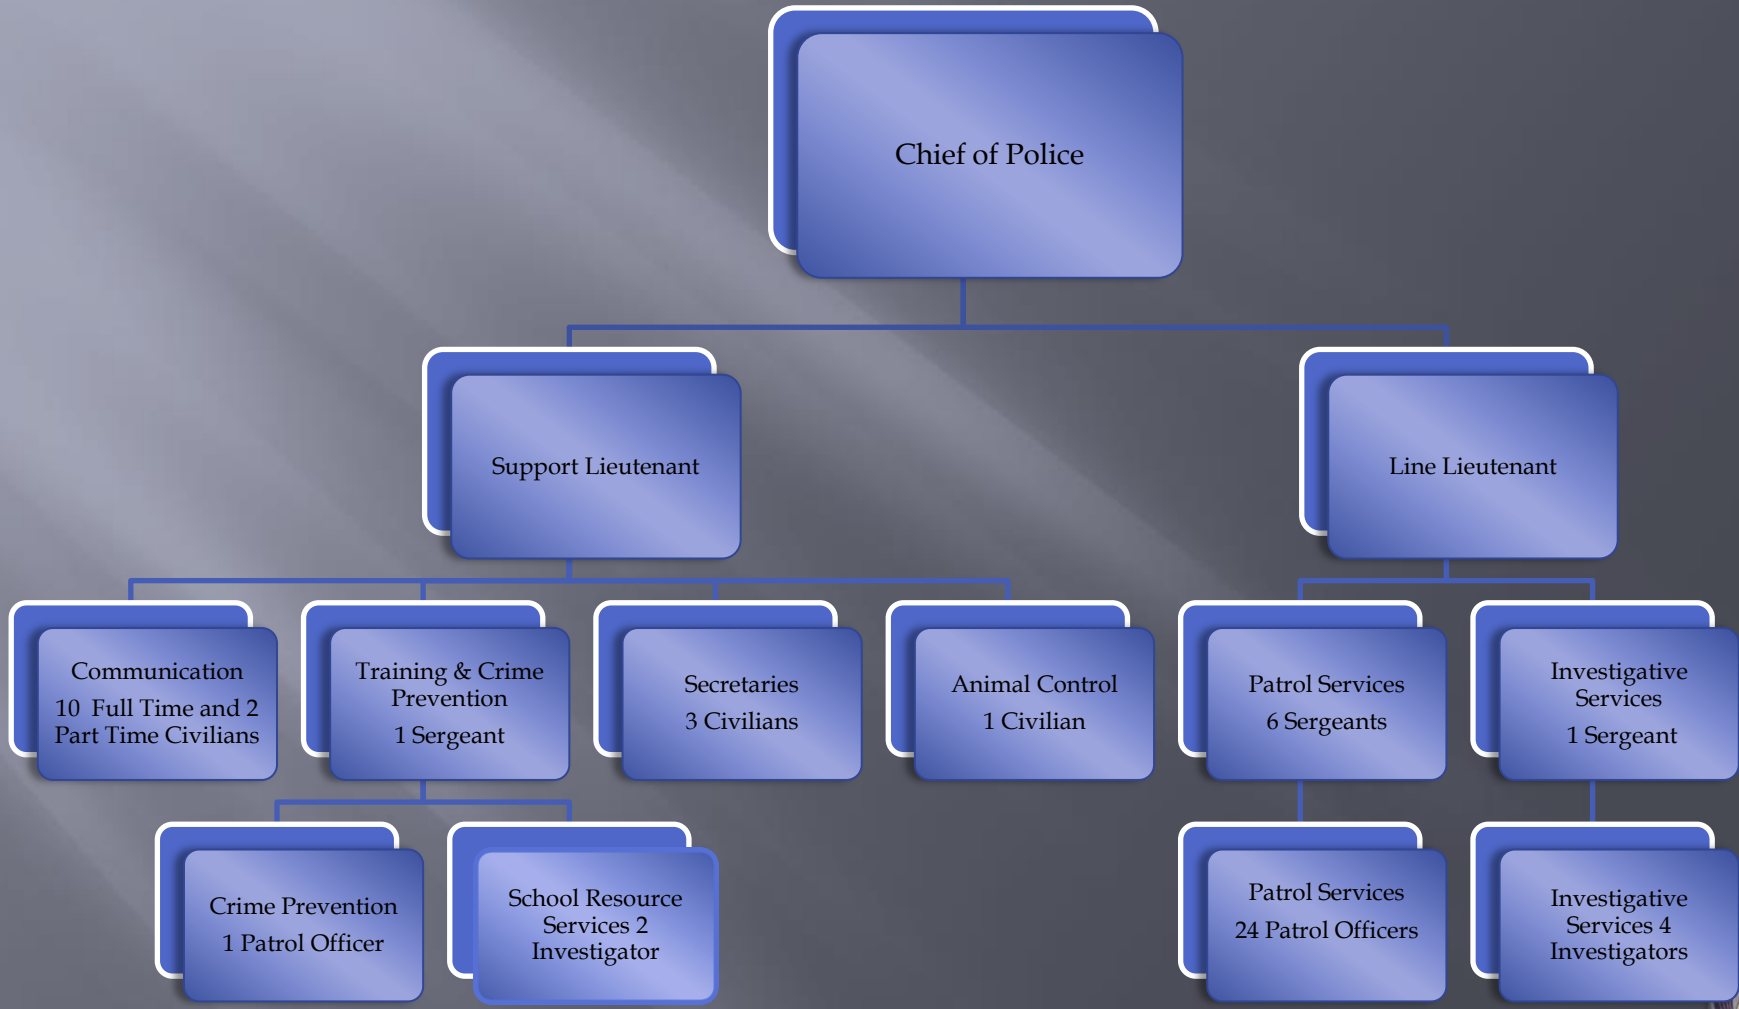 Chief of Police
Support Lieutenant
Line Lieutenant
Communication
10 Full Time and 2
Part Time Civilians
Training & Crime
Prevention
1 Sergeant
Secretaries
3 Civilians
Animal Control
1 Civilian
Patrol Services
6 Sergeants
Investigative
Services
1 Sergeant
Crime Prevention
1 Patrol Officer
School Resource
Services 2
Investigator
Patrol Services
24 Patrol Officers
Investigative
Services 4
Investigators